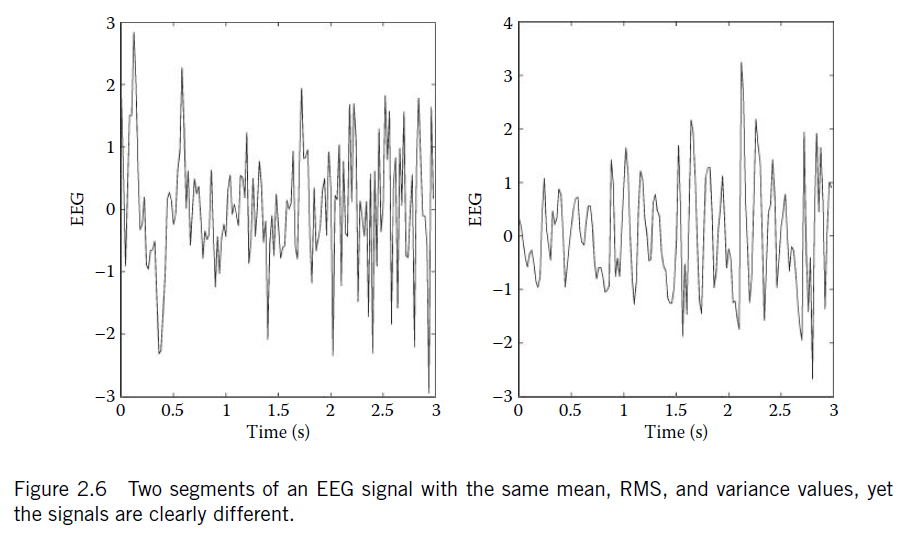 3
2
1
0
−1
−2
−3
EEG
0 0.5 1 1.5 2 2.5 3
Time (s)
4
3
2
1
0
−1
−2
−3
EEG
0 0.5 1 1.5 2 2.5 3
Time (s)
Figure 2.6 Two segments of an EEG signal with the same mean, RMS, and variance values, yet
the signals are clearly different.